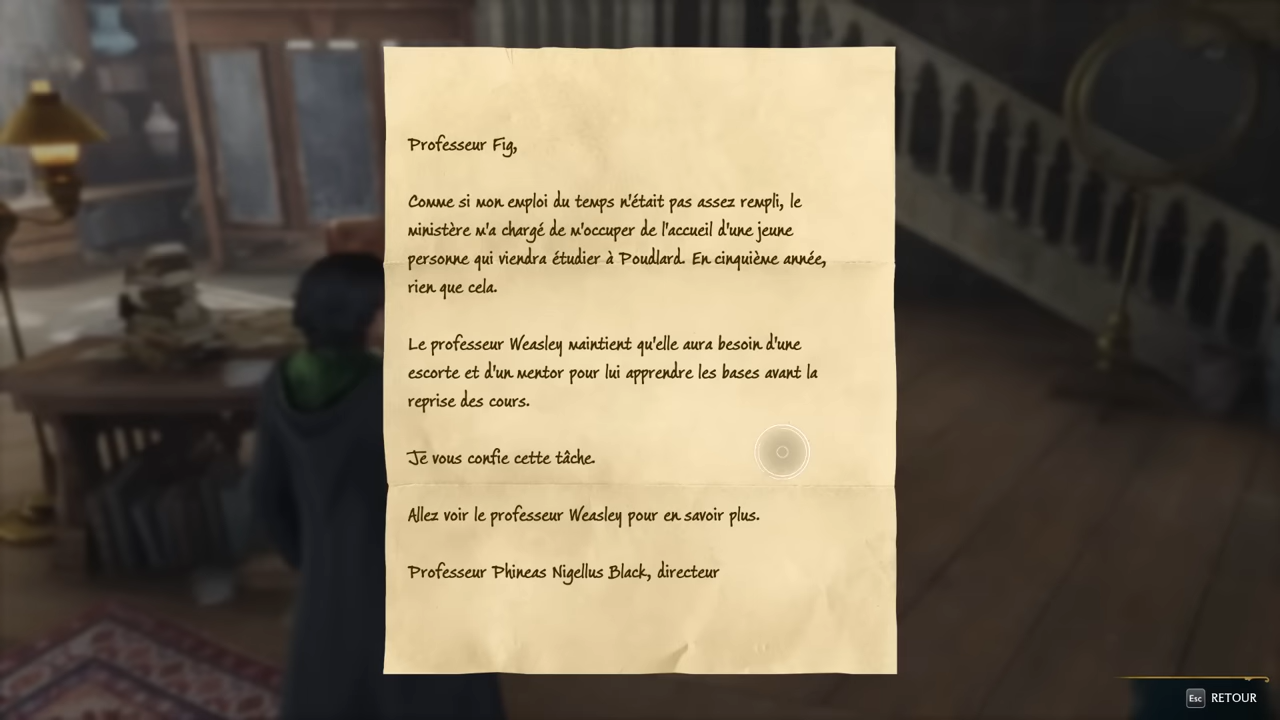 Professeur Fig,
Comme si mon emploi du temps n'était pas assez rempli, le
ministère m'a chargé de m'occuper de l'accueil d'une jeune
personne qui viendra étudier à Poudlard. En cinquième année,
rien que cela.
Le professeur Weasley maintient qu'elle aura besoin d'une
escorte et d'un mentor pour lui apprendre les bases avant la
reprise des cours.
Je vous confie cette tâche.
Allez voir le professeur Weasley pour en savoir plus.
Professeur Phineas Nigellus Black, directeur
Esc RETOUR